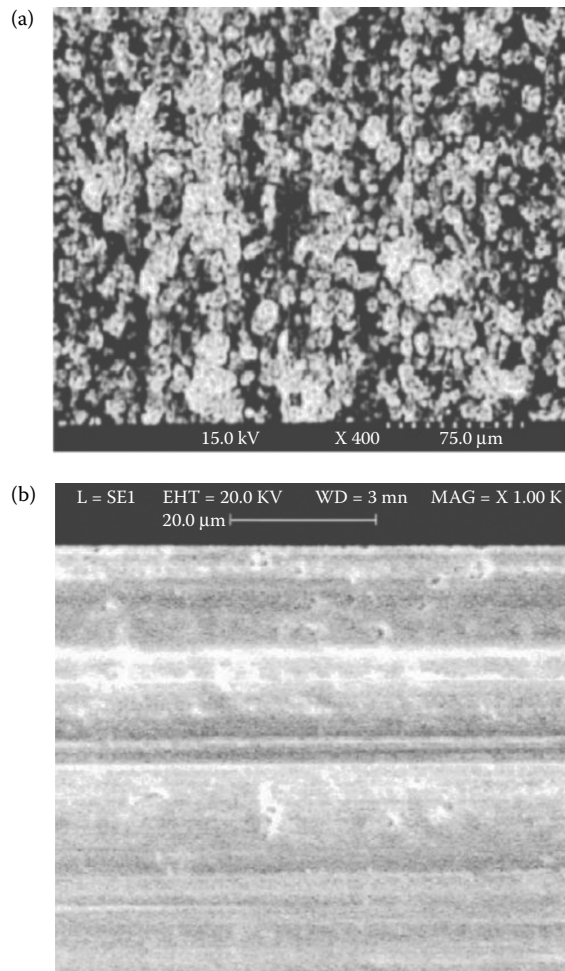 (a)
15.0 kV X 400 75.0 µm
(b)
L = SE1 EHT = 20.0 KV WD = 3 mn MAG = X 1.00 K
20.0 µm